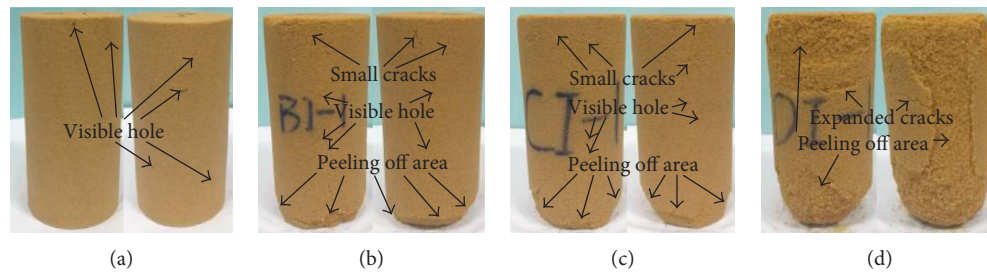 Visible hole
Small cracks
BI-1
Visible hole
Peeling off area
Small cracks
CI-1
Visible hole
Peeling off area
DI-
Expanded cracks
Peeling off area
(a)
(b)
(c)
(d)